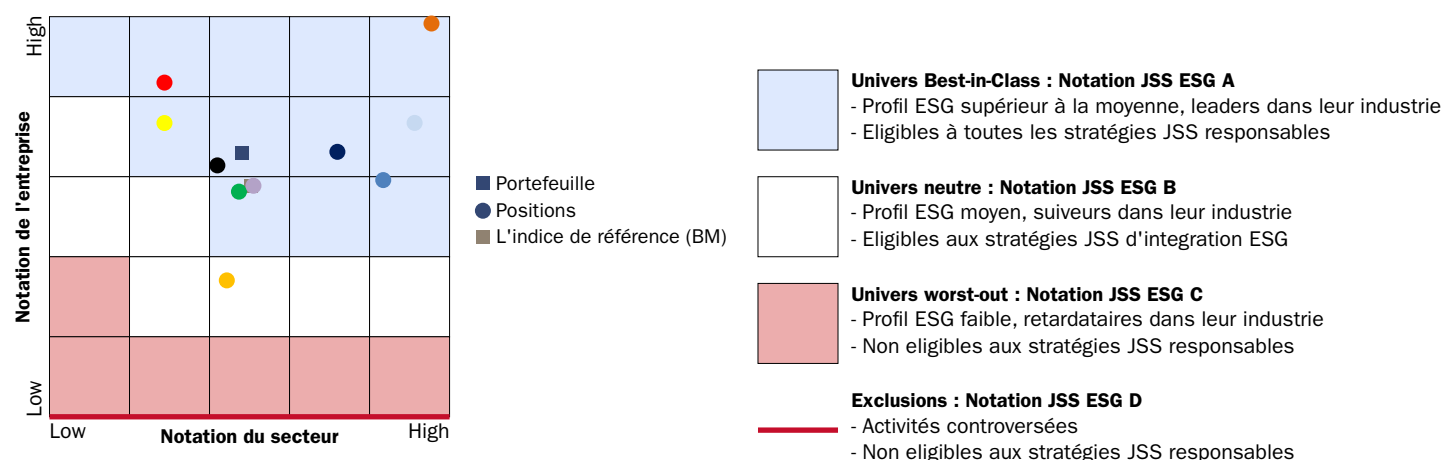 High
Notation de l'entreprise
Low
Low
Notation du secteur
High
Portefeuille
Positions
L'indice de référence (BM)
Univers Best-in-Class : Notation JSS ESG A
- Profil ESG supérieur à la moyenne, leaders dans leur industrie
- Eligibles à toutes les stratégies JSS responsables
Univers neutre : Notation JSS ESG B
- Profil ESG moyen, suiveurs dans leur industrie
- Eligibles aux stratégies JSS d'integration ESG
Univers worst-out : Notation JSS ESG C
- Profil ESG faible, retardataires dans leur industrie
- Non eligibles aux stratégies JSS responsables
Exclusions : Notation JSS ESG D
- Activités controversées
- Non eligibles aux stratégies JSS responsables